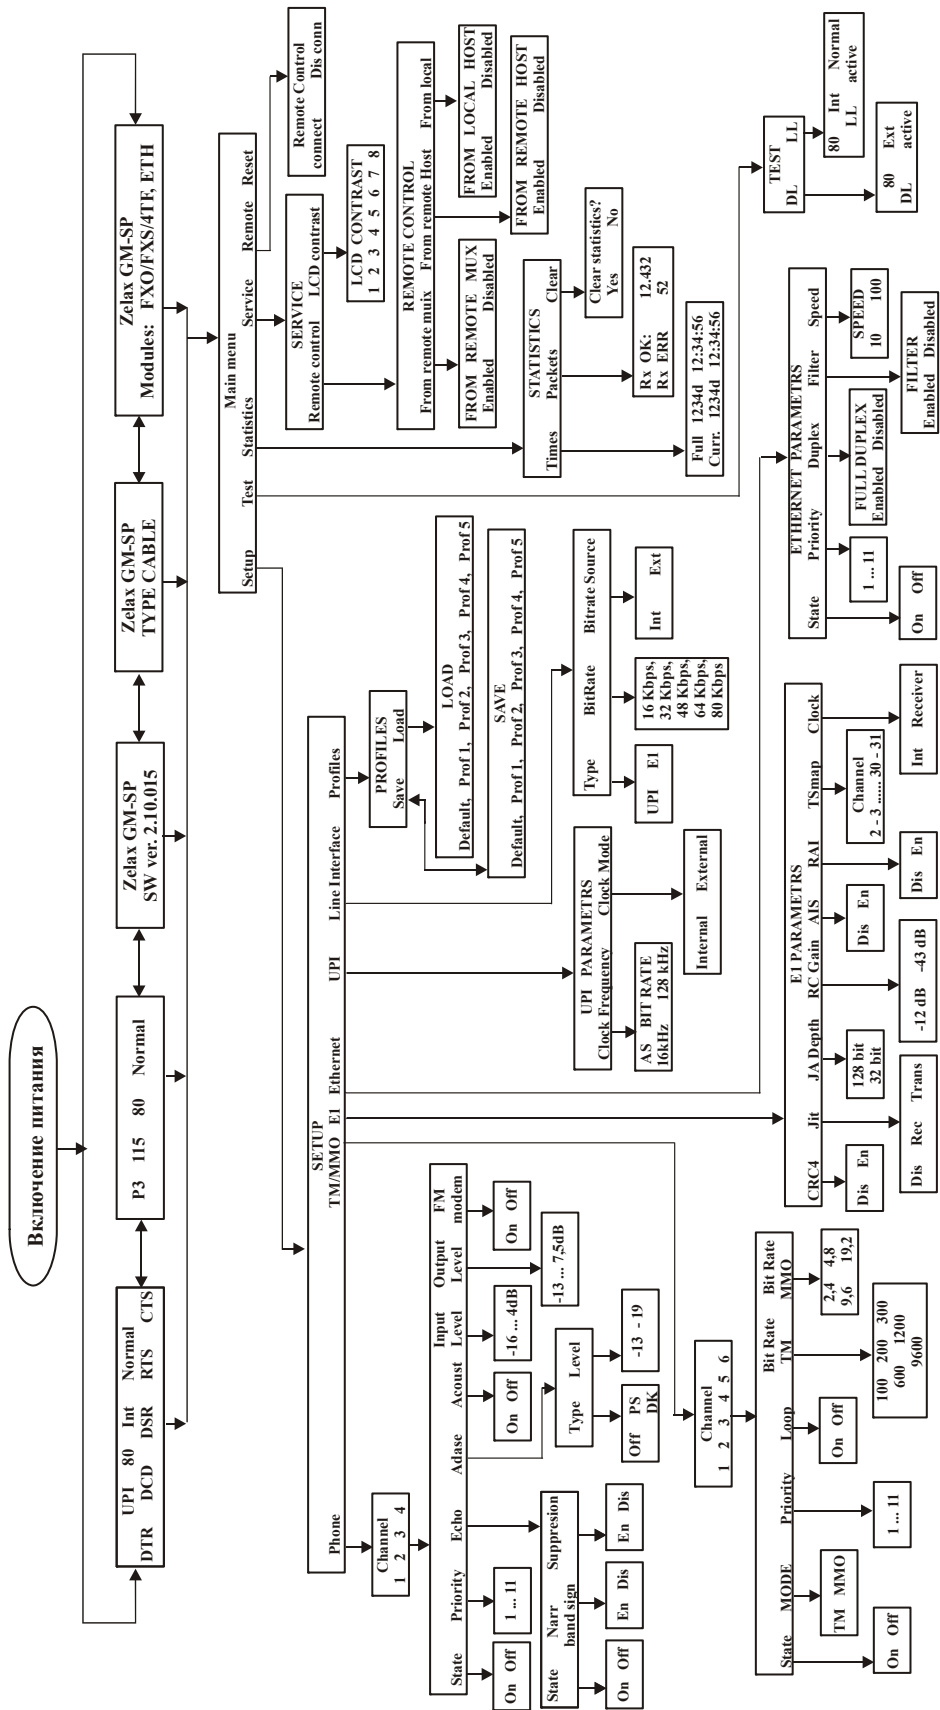 Включение питания
UPI 80 Int Normal
DTR DCD DSR RTS CTS
P3 115 80 Normal
Zelax GM-SP
SW ver. 2.10.015
Zelax GM-SP
TYPE CABLE
Zelax GM-SP
Modules: FXO/FXS/4TF, ETH
Main menu
Setup Test Statistics Service Remote Reset
Remote Control
connect Dis conn
SERVICE
Remote control LCD contrast
LCD CONTRAST
1 2 3 4 5 6 7 8
REMOTE CONTROL
From remote muix From remote Host From local
FROM REMOTE MUX
Enabled Disabled
FROM LOCAL HOST
Enabled Disabled
FROM REMOTE HOST
Enabled Disabled
STATISTICS
Times Packets Clear
Clear statistics?
Yes No
Rx OK: 12.432
Rx ERR 52
Full 1234d 12:34:56
Curr. 1234d 12:34:56
TEST
DL LL
80 Int Normal
LL active
80 Ext
DL active
SETUP
Phone TM/MMO E1 Ethernet UPI Line Interface Profiles
PROFILES
Save Load
LOAD
Default, Prof 1, Prof 2, Prof 3, Prof 4, Prof 5
SAVE
Default, Prof 1, Prof 2, Prof 3, Prof 4, Prof 5
Type BitRate Bitrate Source
UPI E1
16 Kbps,
32 Kbps,
48 Kbps,
64 Kbps,
80 Kbps
Int Ext
UPI PARAMETRS
Clock Frequency Clock Mode
AS BIT RATE
16kHz 128 kHz
Internal External
ETHERNET PARAMETRS
State Priority Duplex Filter Speed
On Off
1 ... 11
FULL DUPLEX
Enabled Disabled
FILTER
Enabled Disabled
SPEED
10 100
E1 PARAMETRS
CRC4 Jit JA Depth RC Gain AIS RAI TSmap Clock
Dis En
Dis Rec Trans
128 bit
32 bit
-12 dB -43 dB
Dis En
Dis En
Channel
2 - 3 ...... 30 - 31
Int Receiver
Channel
1 2 3 4
State Priority Echo Adase Acoust Input Level Output Level FM modem
On Off
1 ... 11
On Off
-16 ... 4dB
-13 ... 7,5dB
On Off
State Narr band sign Suppresion
On Off
En Dis
En Dis
Type Level
Off PS
DK
-13 - 19
Channel
1 2 3 4 5 6
State MODE Priority Loop Bit Rate TM Bit Rate MMO
On Off
TM MMO
1 ... 11
On Off
100 200 300
600 1200
9600
2,4 4,8
9,6 19,2